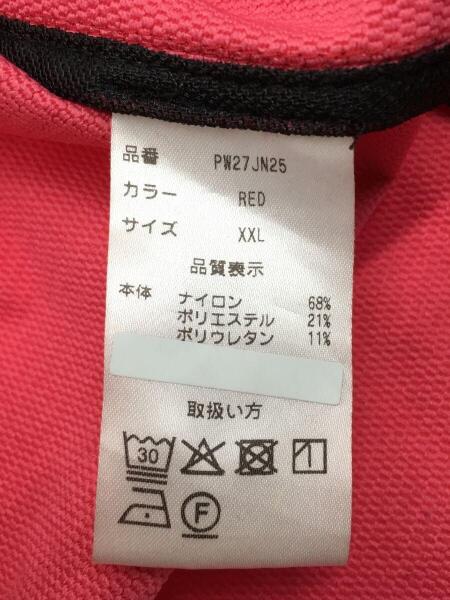 品番 PW27JN25
カラー RED
サイズ XXL
品質表示
本体 ナイロン 68%
ポリエステル 21%
ポリウレタン 11%
取扱い方
30
F